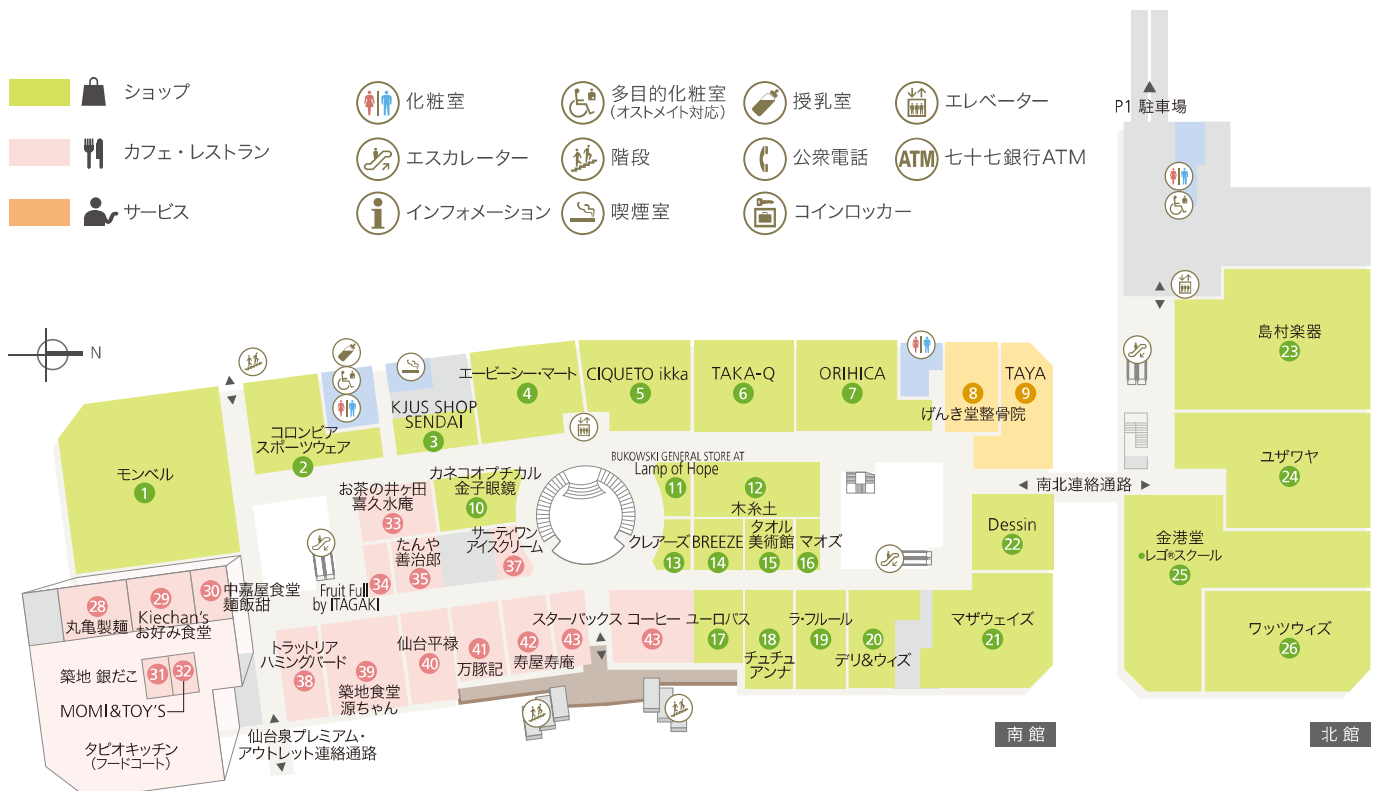 ショップ
カフェ・レストラン
サービス
化粧室
多目的化粧室
(オストメイト対応)
授乳室
エレベーター
エスカレーター
階段
公衆電話
ATM
七十七銀行ATM
インフォメーション
喫煙室
コインロッカー
P1 駐車場
N
モンベル
1
コロンビア
スポーツウェア
2
KJUS SHOP
SENDAI
3
エービーシー・マート
4
CIQUETO ikka
5
TAKA-Q
6
ORIHICA
7
8
げんき堂整骨院
TAYA
9
カネコオプチカル
金子眼鏡
10
BUKOWSKI GENERAL STORE AT
Lamp of Hope
11
12
木糸土
クレアーズ
13
BREEZE
14
タオル
美術館
15
マオズ
16
ユーロパス
17
18
チュチュ
アンナ
ラ・フルール
19
20
デリ&ウィズ
マザウェイズ
21
Dessin
22
南北連絡通路
島村楽器
23
ユザワヤ
24
金港堂
レゴ®スクール
25
ワッツウィズ
26
28
丸亀製麺
29
Kiechan's
お好み食堂
30
中嘉屋食堂
麺飯甜
築地 銀だこ
31
32
MOMI&TOY'S
タピオキッチン
(フードコート)
お茶の井ヶ田
喜久水庵
33
34
Fruit Full
by ITAGAKI
たんや
善治郎
35
サーティワン
アイスクリーム
37
トラットリア
ハミングバード
38
39
築地食堂
源ちゃん
仙台平禄
40
41
万豚記
42
寿屋寿庵
スターバックス コーヒー
43
43
仙台泉プレミアム・
アウトレット連絡通路
南館
北館